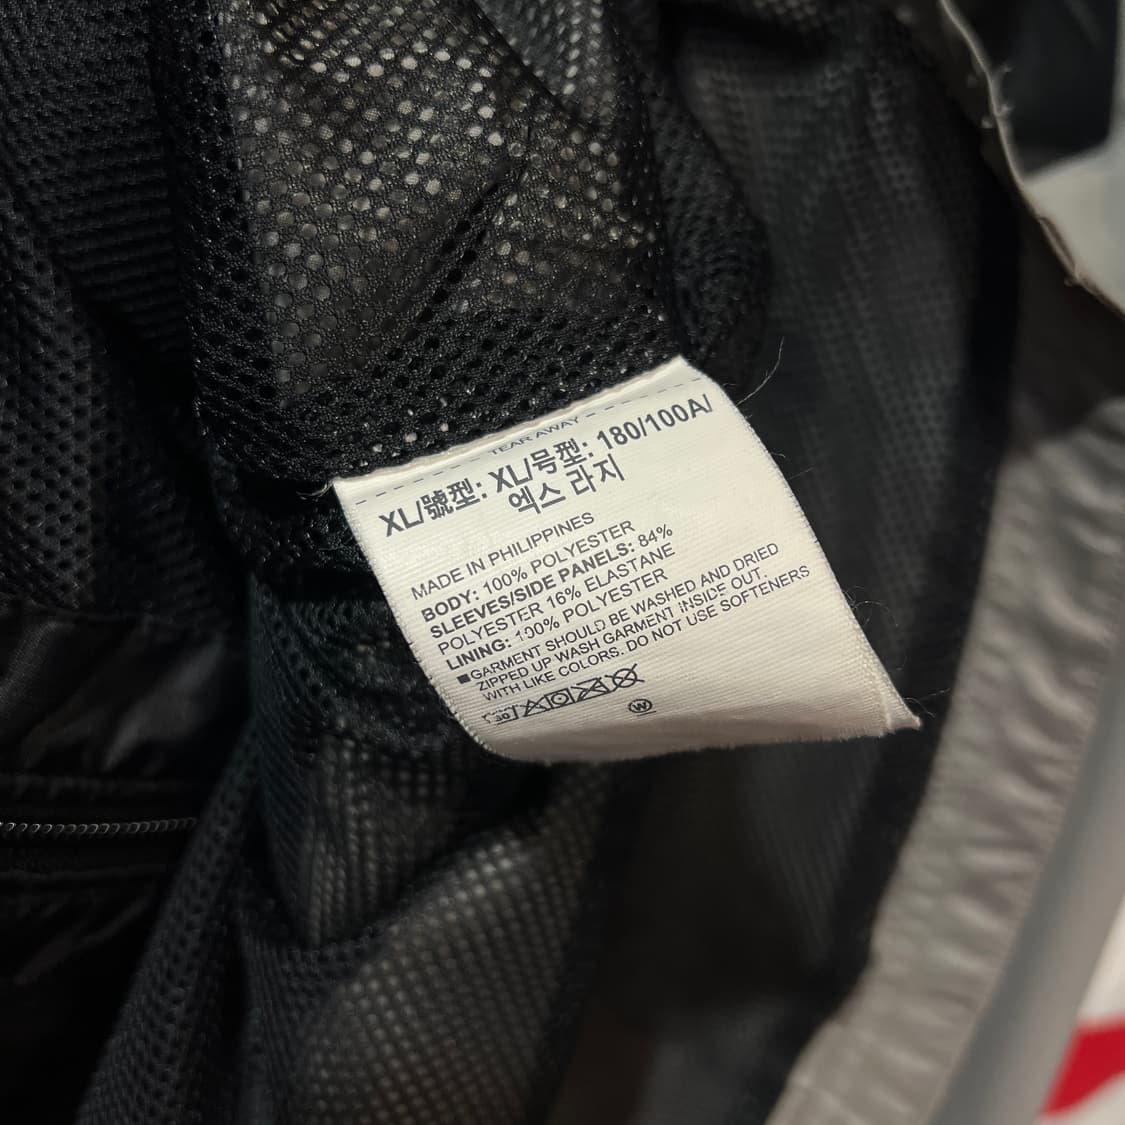 TEAR AWAY
XL/號型: XL/号型: 180/100A/
엑스 라지
MADE IN PHILIPPINES
BODY: 100% POLYESTER
SLEEVES/SIDE PANELS: 84%
POLYESTER 16% ELASTANE
LINING: 100% POLYESTER
■GARMENT SHOULD BE WASHED AND DRIED
ZIPPED UP WASH GARMENT INSIDE OUT.
WITH LIKE COLORS. DO NOT USE SOFTENERS
30
W